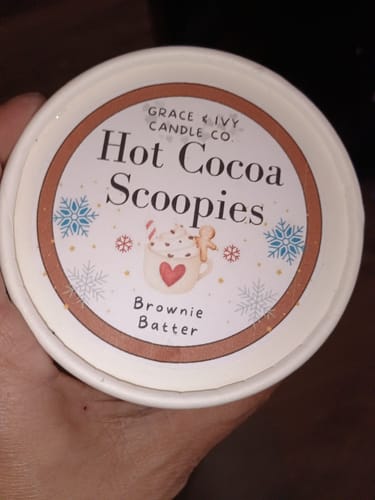 GRACE & IVY
CANDLE CO.
Hot Cocoa
Scoopies
Brownie
Batter